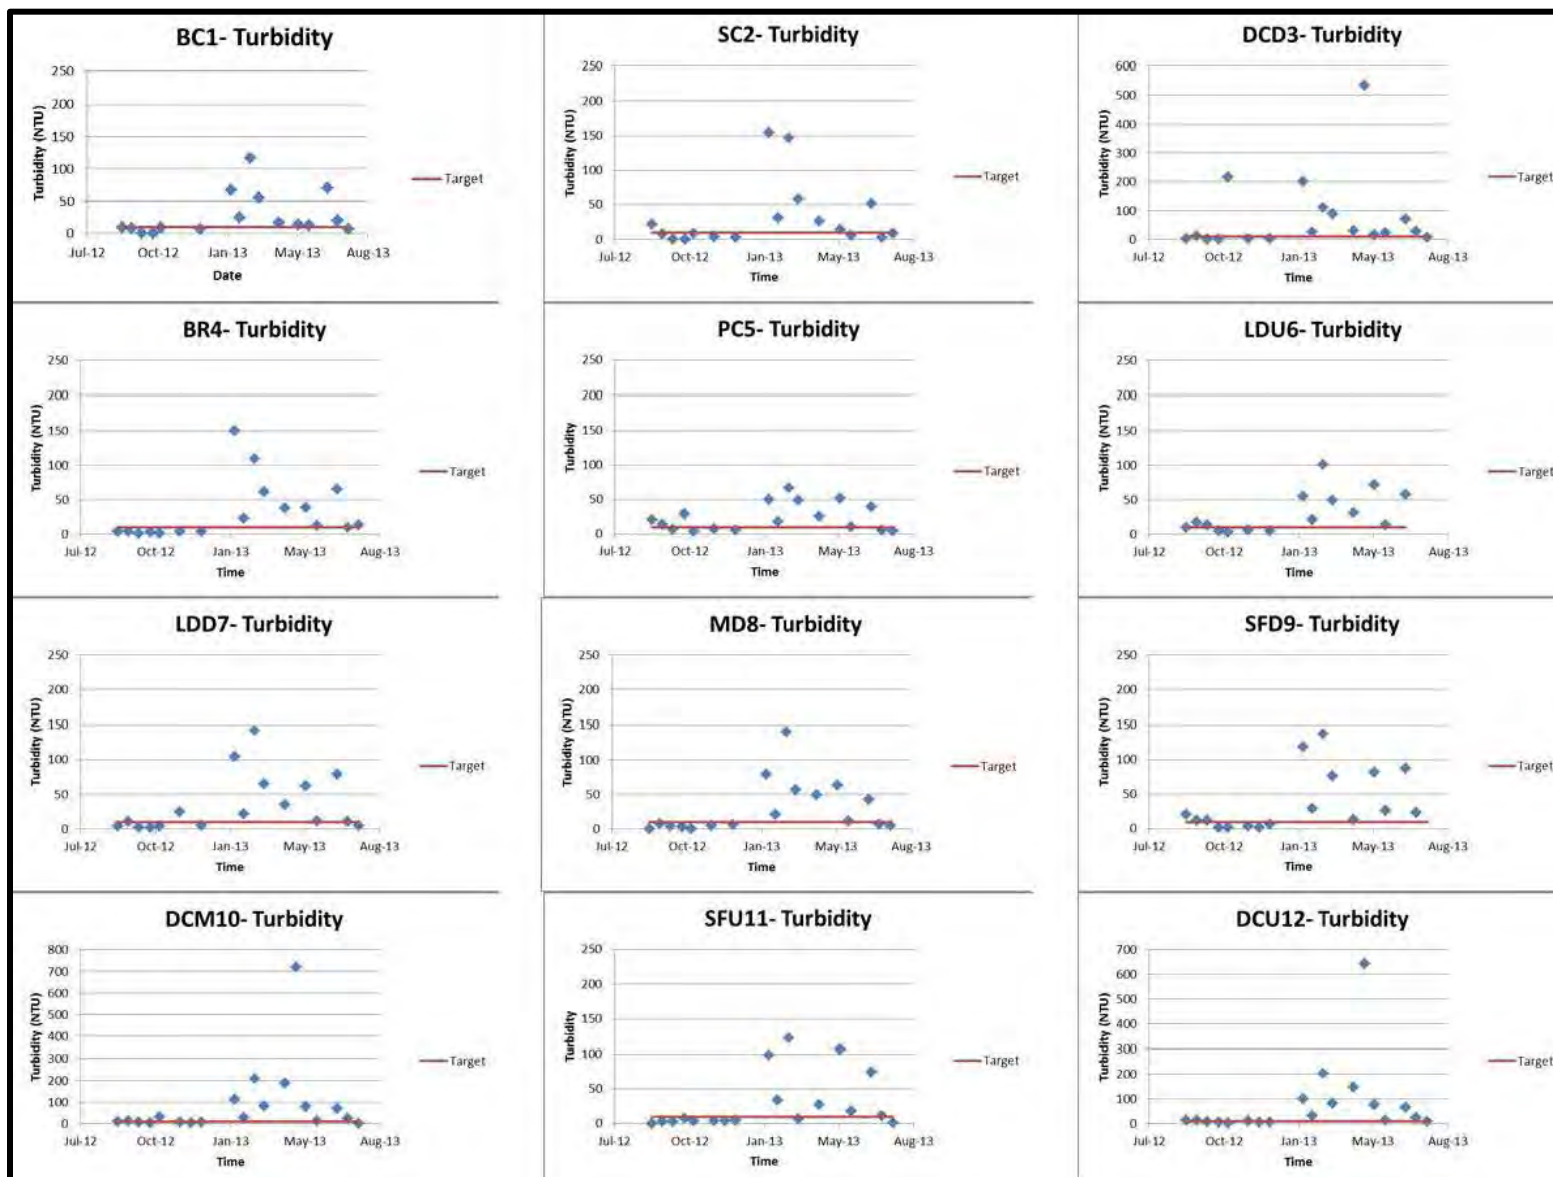 BC1- Turbidity
250
200
150
100
50
0
Turbidity (NTU)
Jul-12 Oct-12 Jan-13 May-13 Aug-13
Date
Target
SC2- Turbidity
250
200
150
100
50
0
Turbidity (NTU)
Jul-12 Oct-12 Jan-13 May-13 Aug-13
Time
Target
DCD3- Turbidity
600
500
400
300
200
100
0
Turbidity (NTU)
Jul-12 Oct-12 Jan-13 May-13 Aug-13
Time
Target
BR4- Turbidity
250
200
150
100
50
0
Turbidity (NTU)
Jul-12 Oct-12 Jan-13 May-13 Aug-13
Time
Target
PC5- Turbidity
250
200
150
100
50
0
Turbidity
Jul-12 Oct-12 Jan-13 May-13 Aug-13
Time
Target
LDU6- Turbidity
250
200
150
100
50
0
Turbidity (NTU)
Jul-12 Oct-12 Jan-13 May-13 Aug-13
Time
Target
LDD7- Turbidity
250
200
150
100
50
0
Turbidity (NTU)
Jul-12 Oct-12 Jan-13 May-13 Aug-13
Time
Target
MD8- Turbidity
250
200
150
100
50
0
Turbidity (NTU)
Jul-12 Oct-12 Jan-13 May-13 Aug-13
Time
Target
SFD9- Turbidity
250
200
150
100
50
0
Turbidity (NTU)
Jul-12 Oct-12 Jan-13 May-13 Aug-13
Time
Target
DCM10- Turbidity
800
700
600
500
400
300
200
100
0
Turbidity (NTU)
Jul-12 Oct-12 Jan-13 May-13 Aug-13
Time
Target
SFU11- Turbidity
250
200
150
100
50
0
Turbidity
Jul-12 Oct-12 Jan-13 May-13 Aug-13
Time
Target
DCU12- Turbidity
700
600
500
400
300
200
100
0
Turbidity (NTU)
Jul-12 Oct-12 Jan-13 May-13 Aug-13
Time
Target